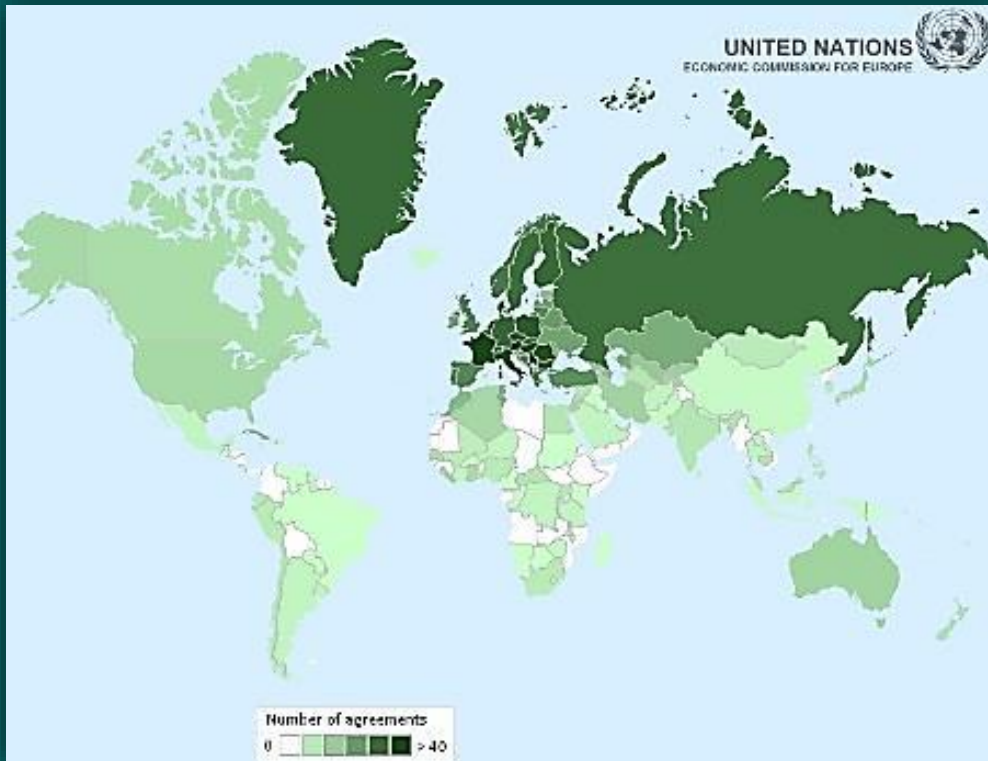 UNITED NATIONS
ECONOMIC COMMISSION FOR EUROPE
Number of agreements
0 > 40